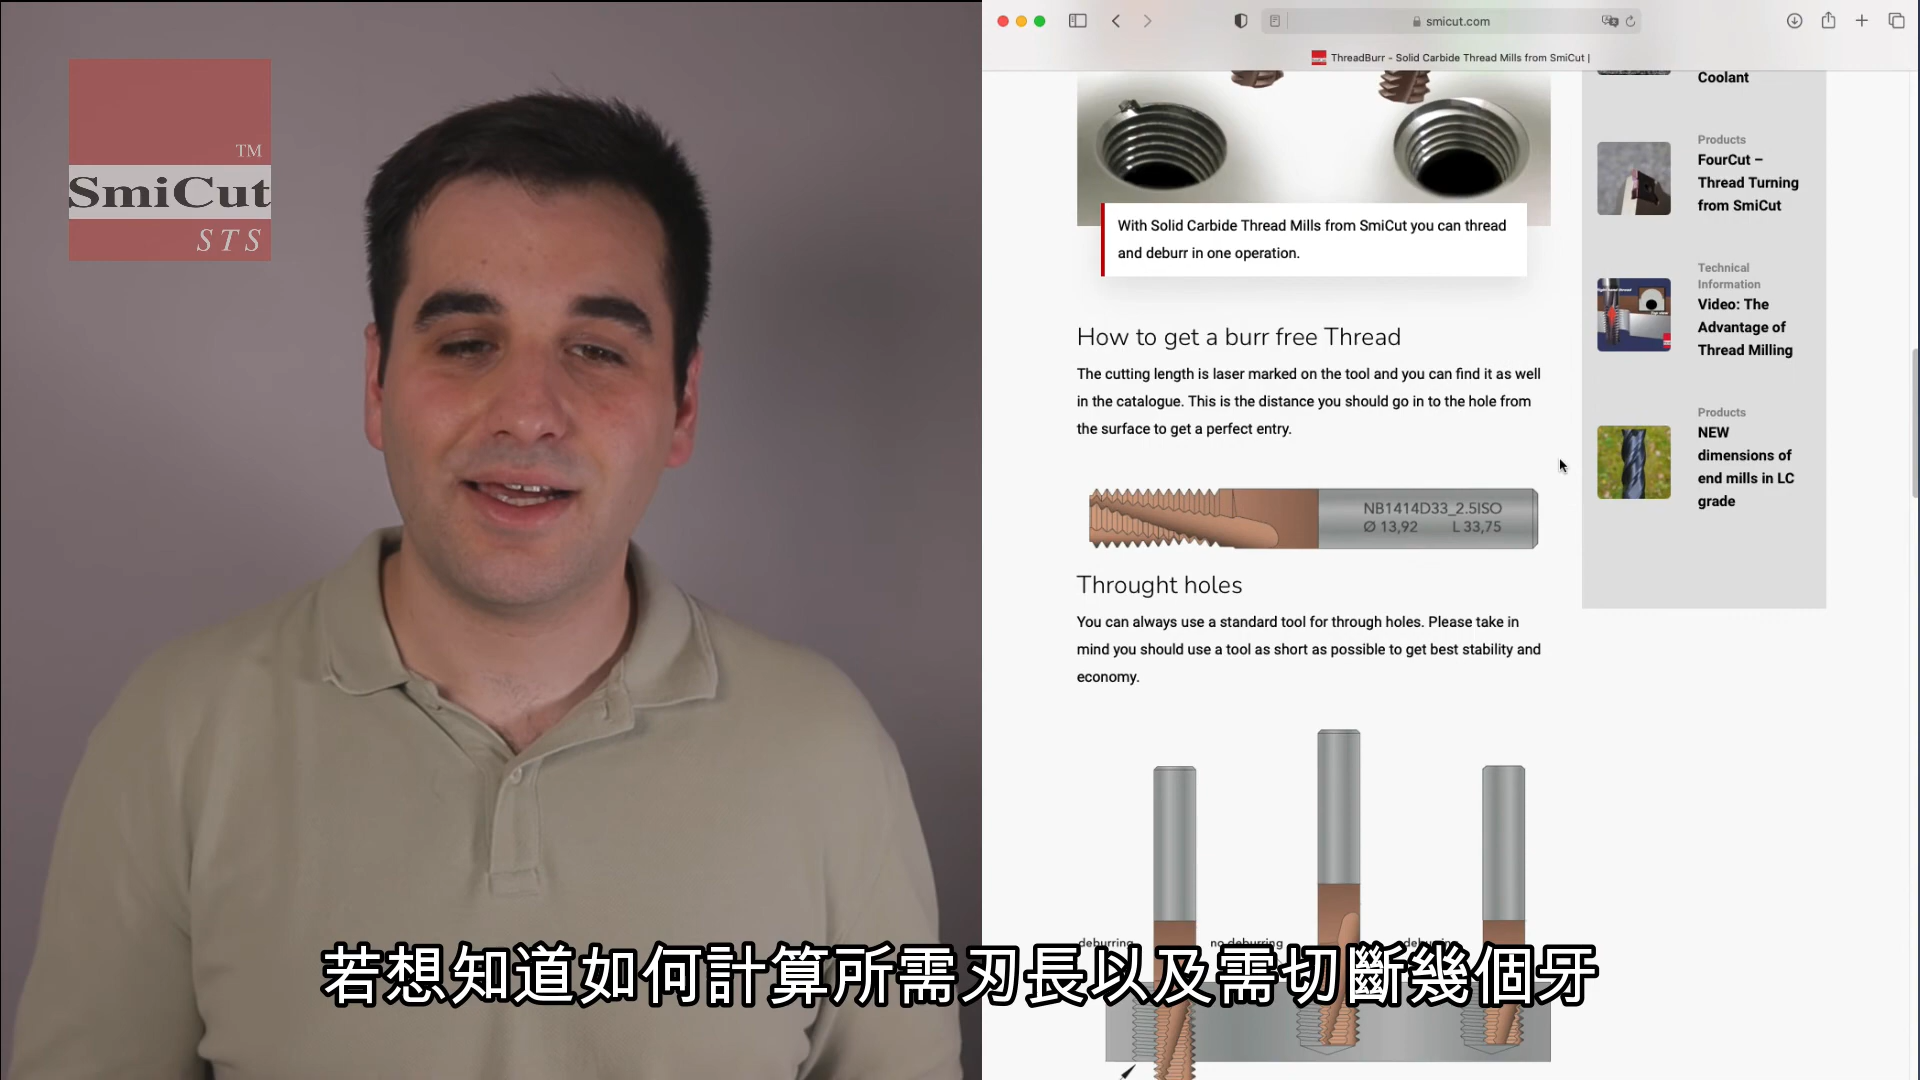 TM
SmiCut
STS
smicut.com
ThreadBurr - Solid Carbide Thread Mills from SmiCut |
With Solid Carbide Thread Mills from SmiCut you can thread
and deburr in one operation.
How to get a burr free Thread
The cutting length is laser marked on the tool and you can find it as well
in the catalogue. This is the distance you should go in to the hole from
the surface to get a perfect entry.
NB1414D33_2.5ISO
Ø 13,92 L 33,75
Throught holes
You can always use a standard tool for through holes. Please take in
mind you should use a tool as short as possible to get best stability and
economy.
deburring
no deburring
Coolant
Products
FourCut –
Thread Turning
from SmiCut
Technical
Information
Video: The
Advantage of
Thread Milling
Products
NEW
dimensions of
end mills in LC
grade
若想知道如何計算所需刃長以及需切斷幾個牙